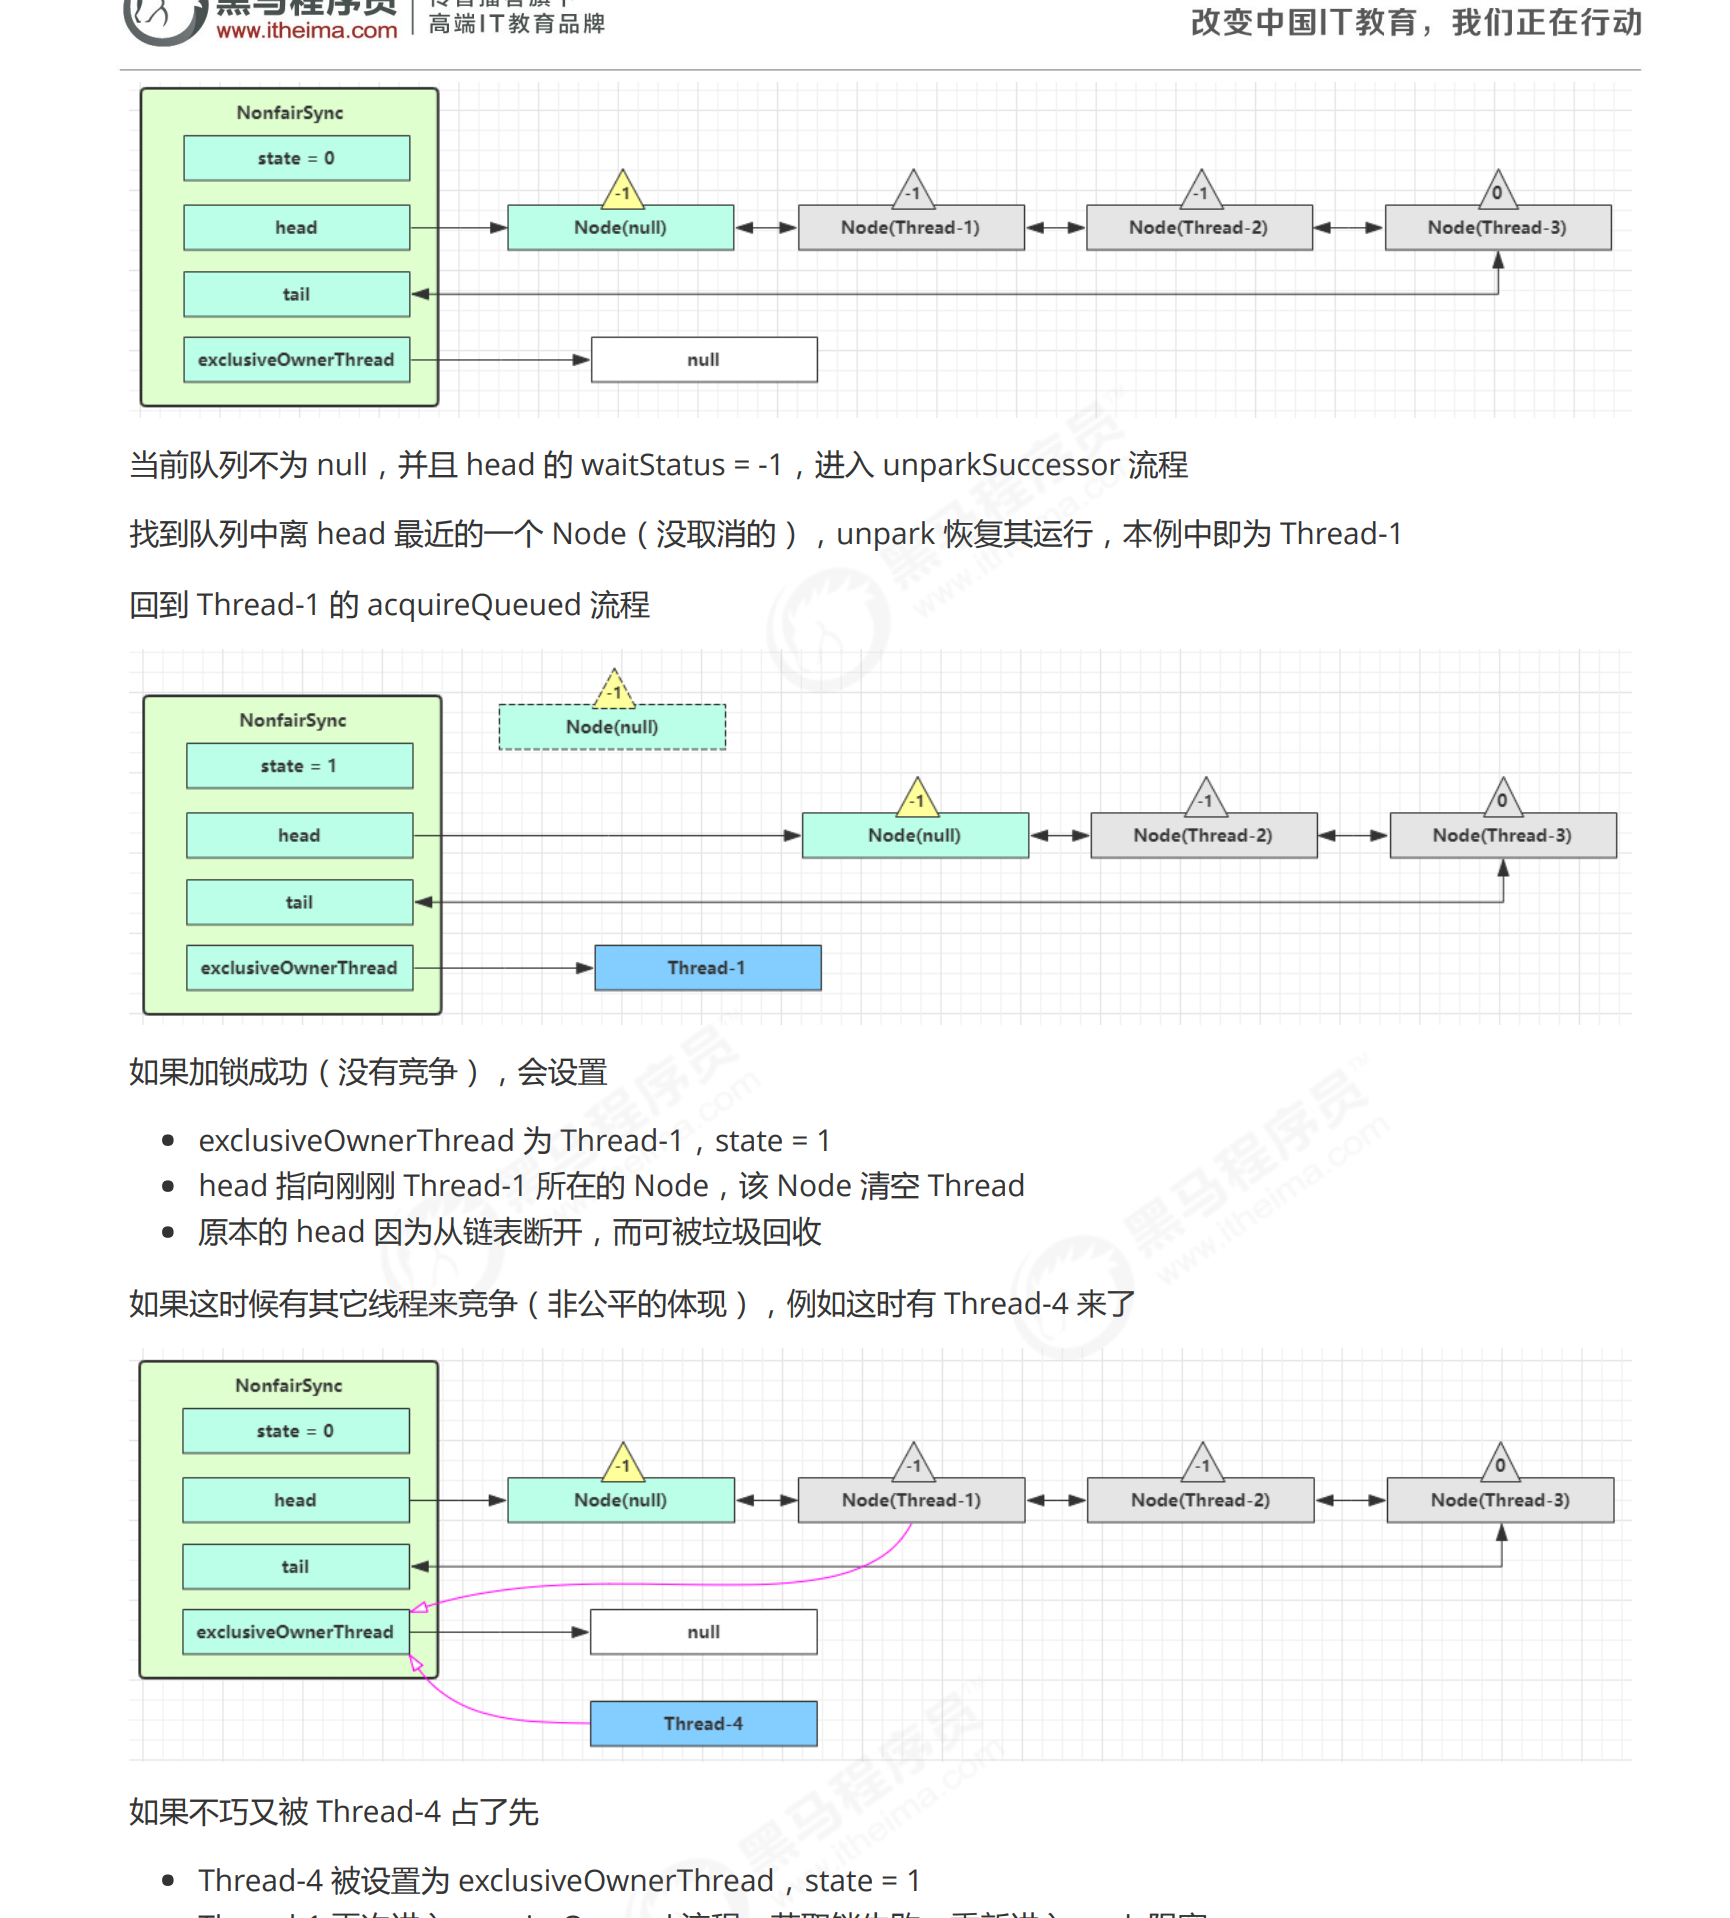 黑马程序员
www.itheima.com
传智播客旗下
高端IT教育品牌
改变中国IT教育，我们正在行动
NonfairSync
state = 0
head
tail
exclusiveOwnerThread
-1
Node(null)
-1
Node(Thread-1)
-1
Node(Thread-2)
0
Node(Thread-3)
null
当前队列不为 null，并且 head 的 waitStatus = -1，进入 unparkSuccessor 流程
找到队列中离 head 最近的一个 Node（没取消的），unpark 恢复其运行，本例中即为 Thread-1
回到 Thread-1 的 acquireQueued 流程
NonfairSync
state = 1
head
tail
exclusiveOwnerThread
-1
Node(null)
-1
Node(null)
-1
Node(Thread-2)
0
Node(Thread-3)
Thread-1
如果加锁成功（没有竞争），会设置
exclusiveOwnerThread 为 Thread-1，state = 1
head 指向刚刚 Thread-1 所在的 Node，该 Node 清空 Thread
原本的 head 因为从链表断开，而可被垃圾回收
如果这时候有其它线程来竞争（非公平的体现），例如这时有 Thread-4 来了
NonfairSync
state = 0
head
tail
exclusiveOwnerThread
-1
Node(null)
-1
Node(Thread-1)
-1
Node(Thread-2)
0
Node(Thread-3)
null
Thread-4
如果不巧又被 Thread-4 占了先
Thread-4 被设置为 exclusiveOwnerThread，state = 1